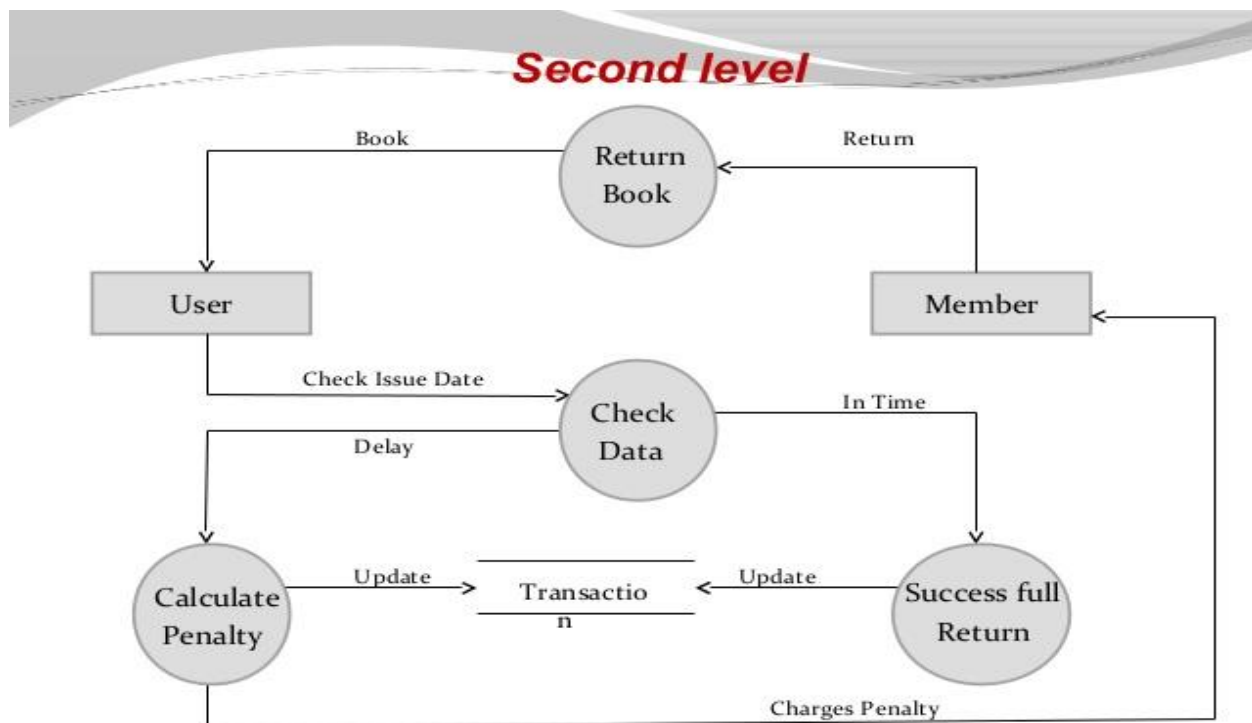 Second level
Book
Return
Return
Book
User
Member
Check Issue Date
In Time
Check
Data
Delay
Calculate
Penalty
Update
Transactio
n
Update
Success full
Return
Charges Penalty